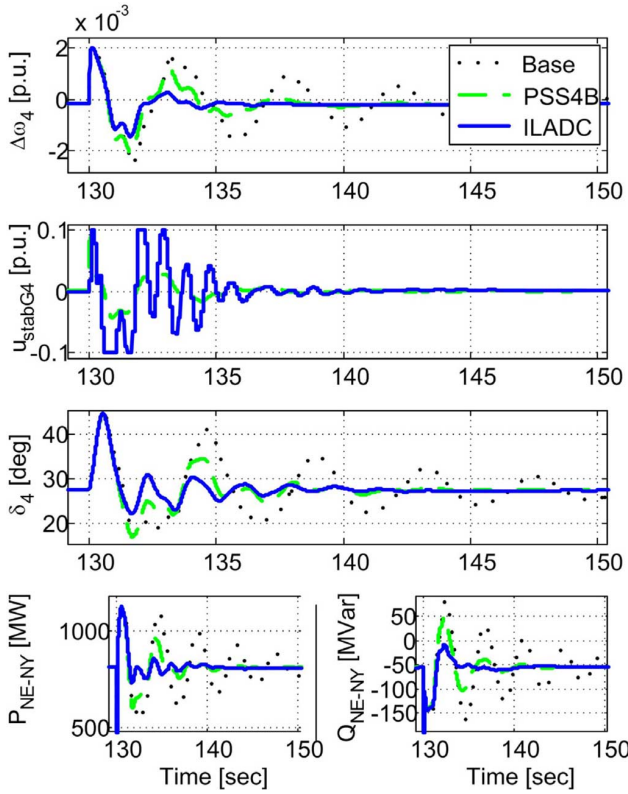 x 10⁻³
2
0
-2
Δω₄ [p.u.]
Base
PSS4B
ILADC
130 135 140 145 150
0.1
0
-0.1
u_stabG4 [p.u.]
130 135 140 145 150
40
30
20
δ₄ [deg]
130 135 140 145 150
1000
500
P_NE-NY [MW]
130 140 150
Time [sec]
50
0
-50
-100
-150
Q_NE-NY [MVar]
130 140 150
Time [sec]